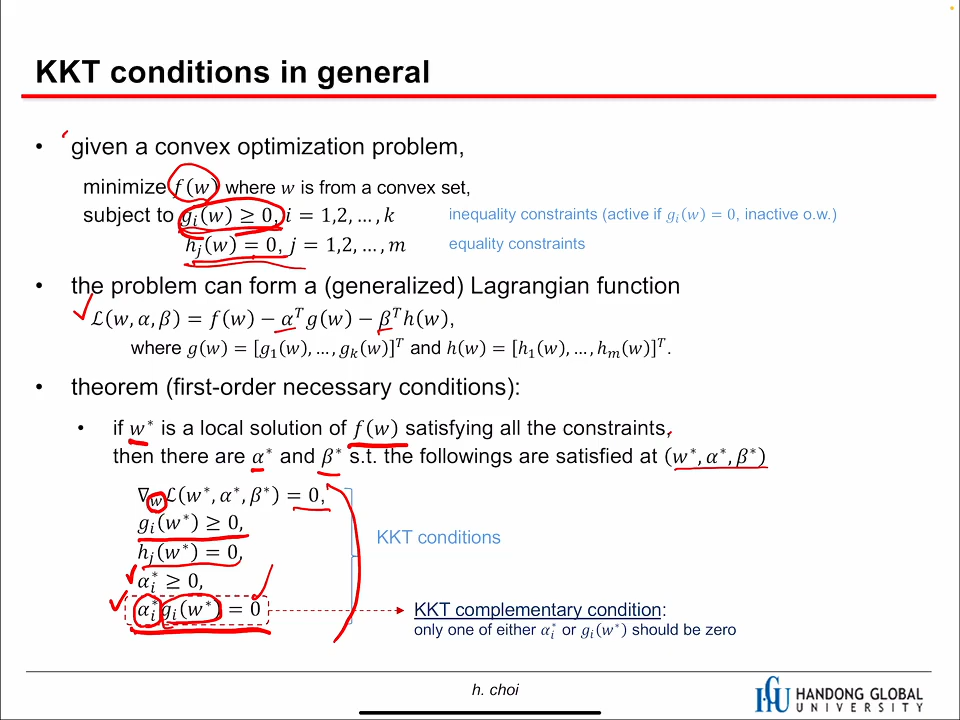 KKT conditions in general
• given a convex optimization problem,
minimize f(w) where w is from a convex set,
subject to gᵢ(w) ≥ 0, i = 1,2, … , k inequality constraints (active if gᵢ(w) = 0, inactive o.w.)
hⱼ(w) = 0, j = 1,2, … , m equality constraints
• the problem can form a (generalized) Lagrangian function
ℒ(w, α, β) = f(w) − αᵀg(w) − βᵀh(w),
where g(w) = [g₁(w), … , gₖ(w)]ᵀ and h(w) = [h₁(w), … , hₘ(w)]ᵀ.
• theorem (first-order necessary conditions):
• if w* is a local solution of f(w) satisfying all the constraints,
then there are α* and β* s.t. the followings are satisfied at (w*, α*, β*)
∇_wℒ(w*, α*, β*) = 0,
gᵢ(w*) ≥ 0,
hⱼ(w*) = 0,
KKT conditions
αᵢ* ≥ 0,
αᵢ*gᵢ(w*) = 0
KKT complementary condition:
only one of either αᵢ* or gᵢ(w*) should be zero
h. choi
HGU HANDONG GLOBAL
UNIVERSITY